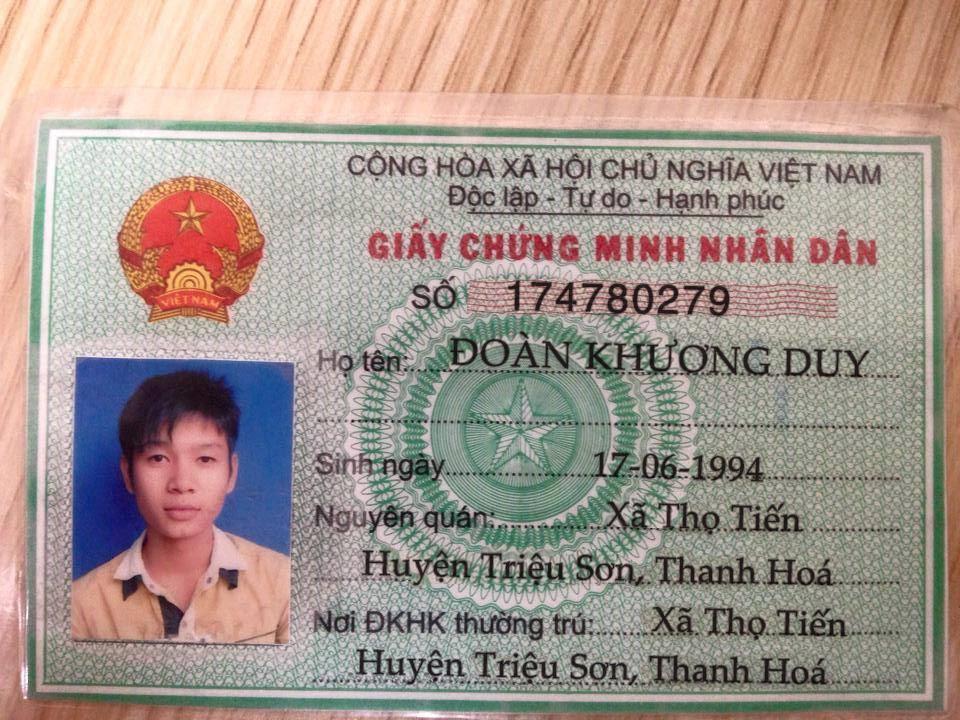 CỘNG HÒA XÃ HỘI CHỦ NGHĨA VIỆT NAM
Độc lập - Tự do - Hạnh phúc
GIẤY CHỨNG MINH NHÂN DÂN
VIỆT NAM
SỐ 174780279
Họ tên: ĐOÀN KHƯƠNG DUY
Sinh ngày 17-06-1994
Nguyên quán: Xã Thọ Tiến
Huyện Triệu Sơn, Thanh Hoá
Nơi ĐKHK thường trú: Xã Thọ Tiến
Huyện Triệu Sơn, Thanh Hoá